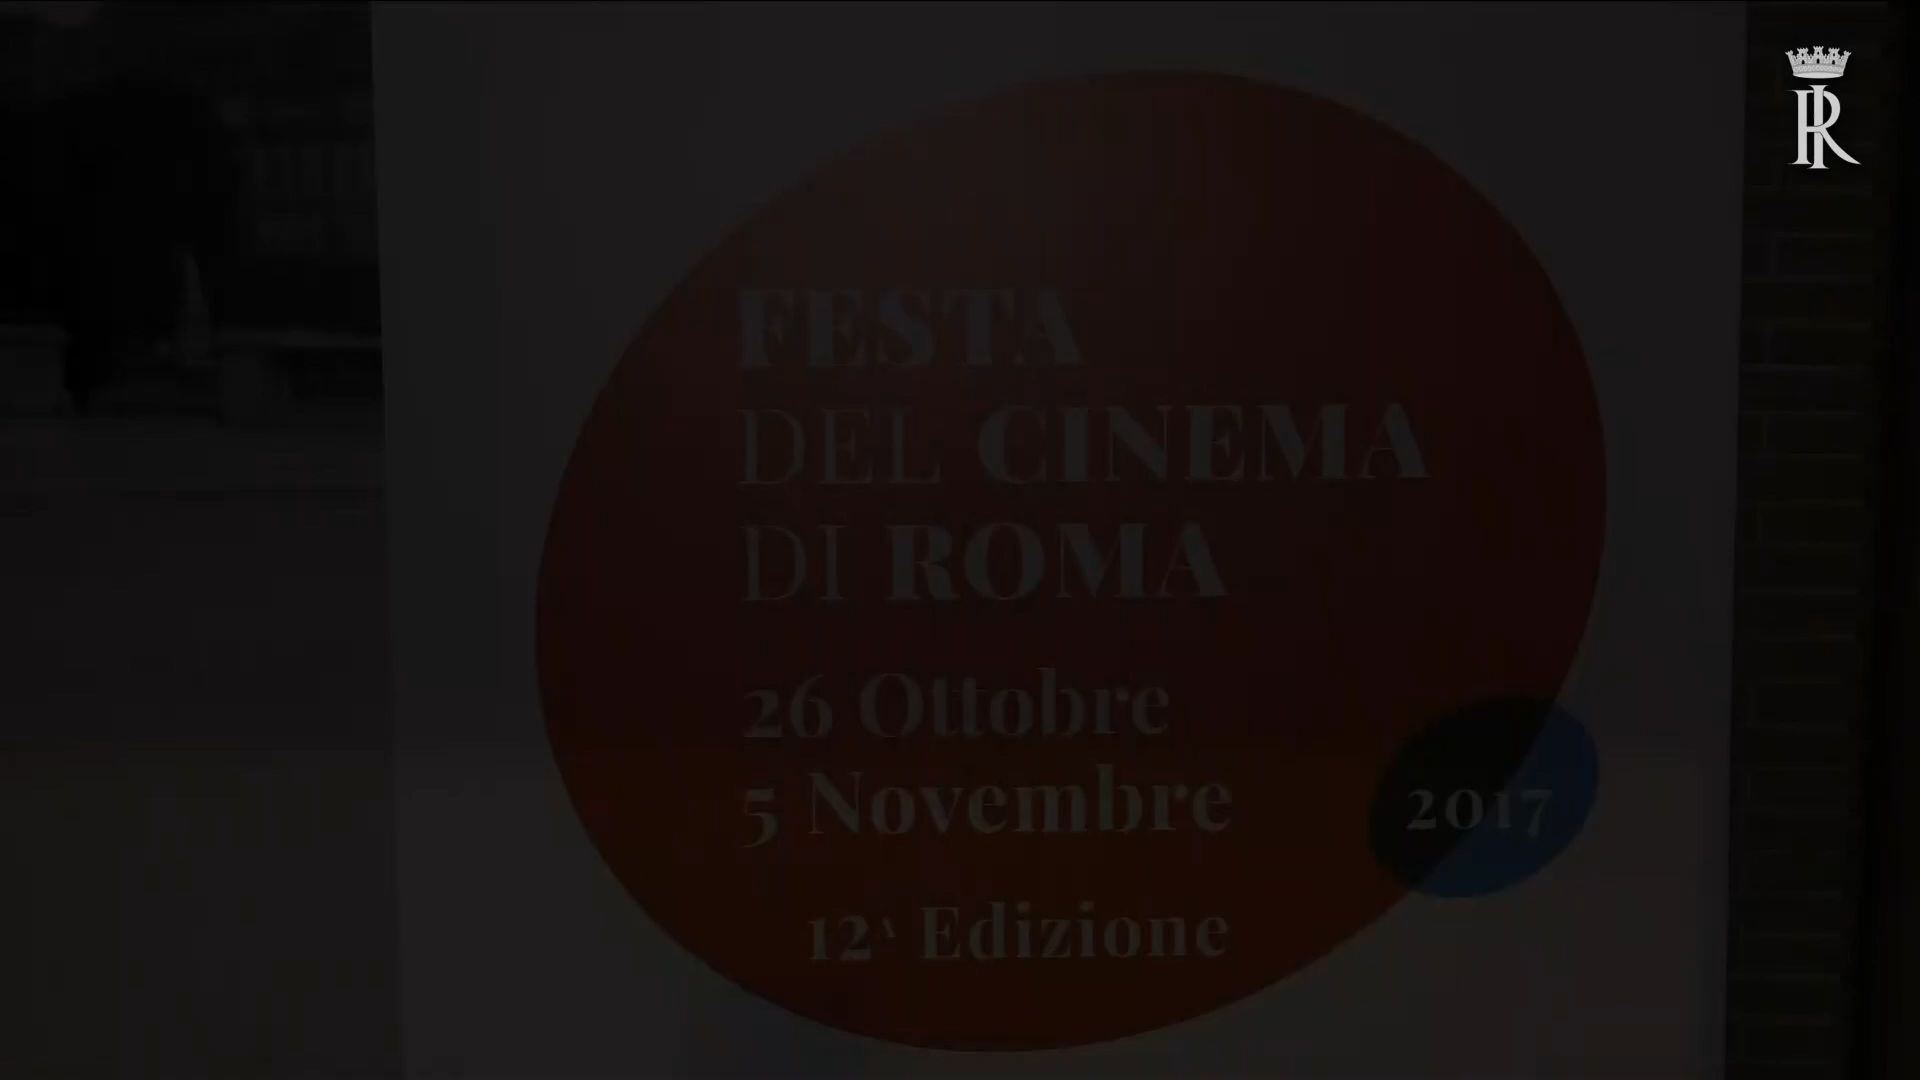 FESTA
DEL CINEMA
DI ROMA
26 Ottobre
5 Novembre
2017
12ᴬ Edizione